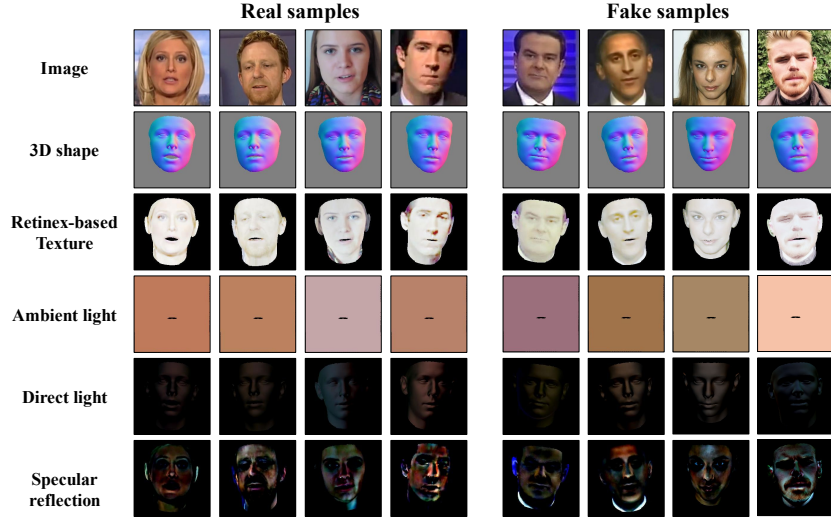 Real samples
Fake samples
Image
3D shape
Retinex-based
Texture
Ambient light
Direct light
Specular
reflection